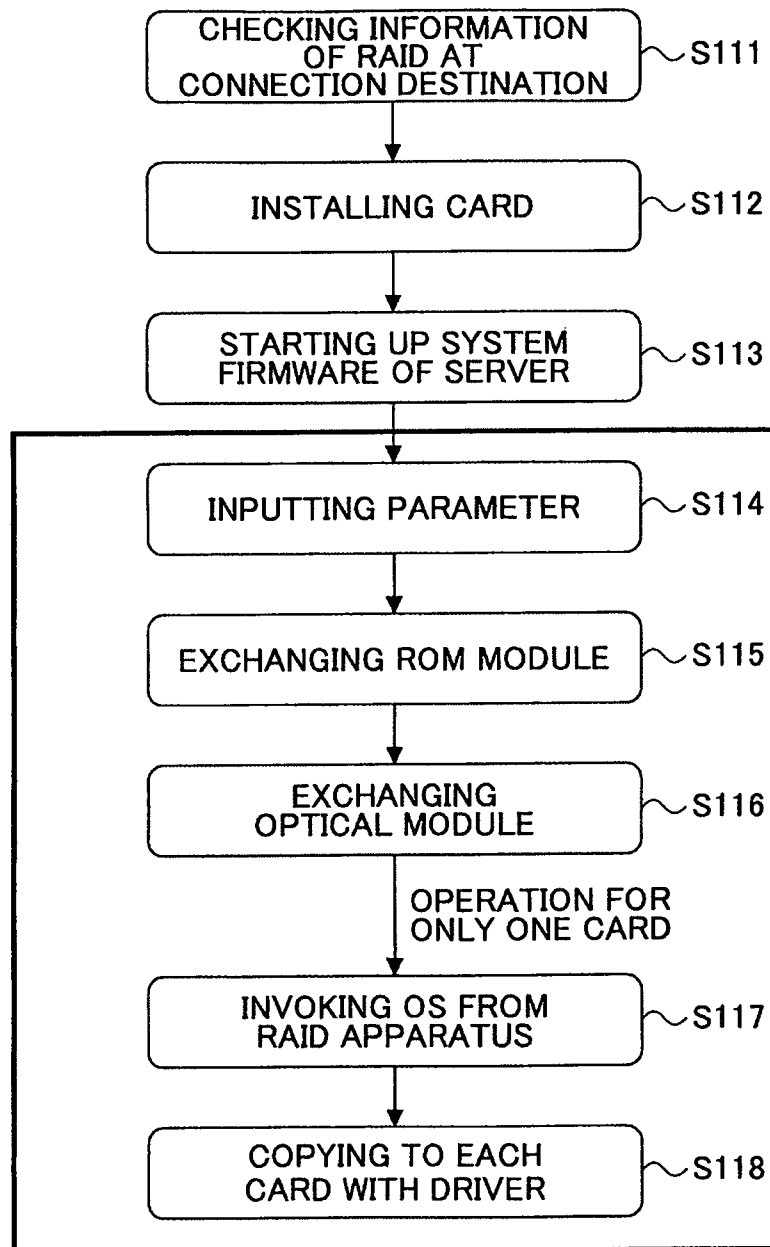 CHECKING INFORMATION
OF RAID AT
CONNECTION DESTINATION
S111
INSTALLING CARD
S112
STARTING UP SYSTEM
FIRMWARE OF SERVER
S113
INPUTTING PARAMETER
S114
EXCHANGING ROM MODULE
S115
EXCHANGING
OPTICAL MODULE
S116
OPERATION FOR
ONLY ONE CARD
INVOKING OS FROM
RAID APPARATUS
S117
COPYING TO EACH
CARD WITH DRIVER
S118